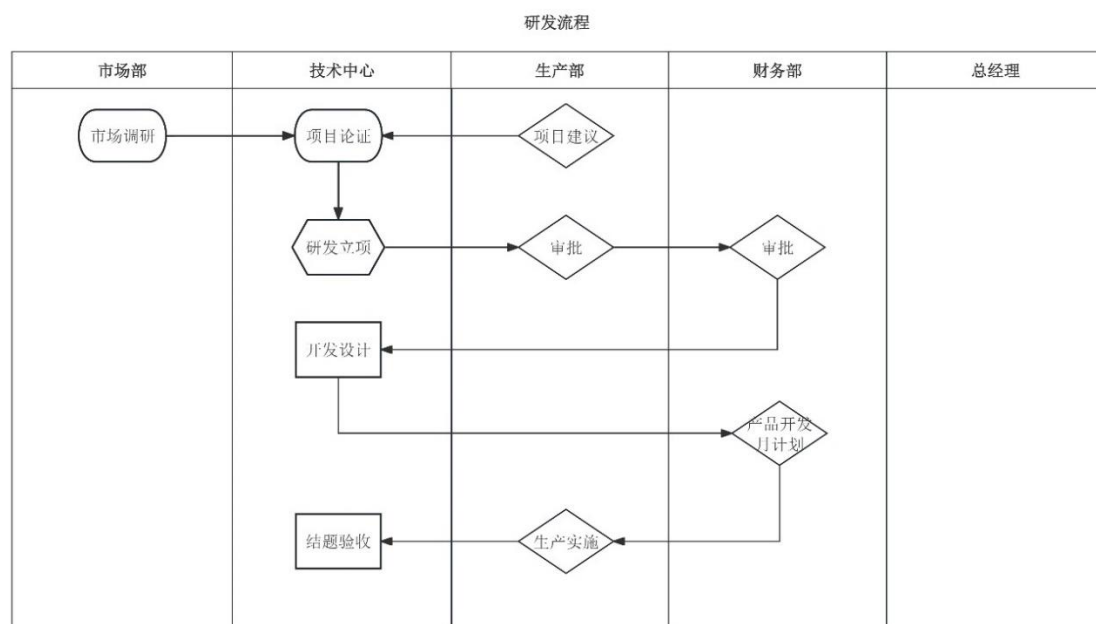 研发流程
市场部
技术中心
生产部
财务部
总经理
市场调研
项目论证
项目建议
研发立项
审批
审批
开发设计
产品开发
月计划
结题验收
生产实施